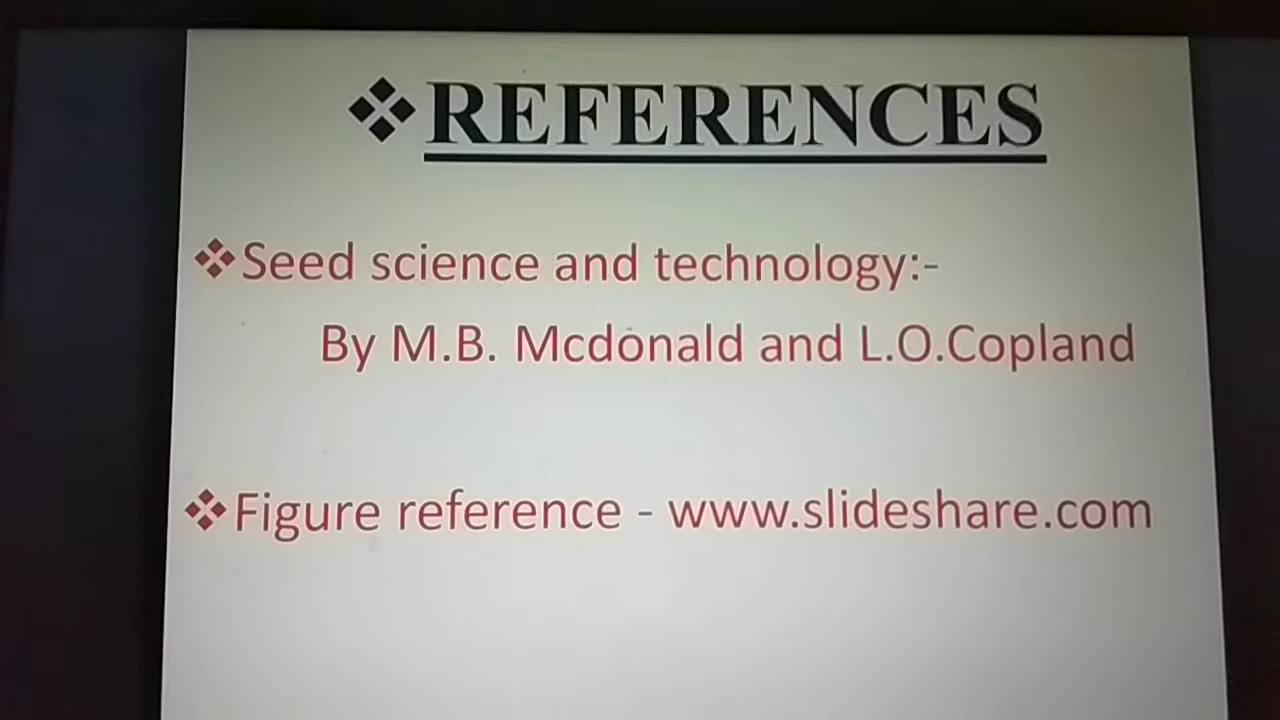 ❖REFERENCES
❖Seed science and technology:-
By M.B. Mcdonald and L.O.Copland
❖Figure reference - www.slideshare.com